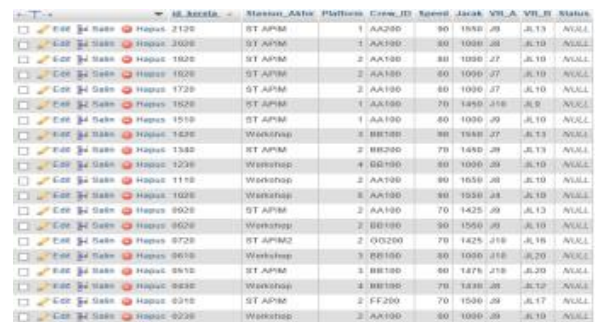 id_kereta Stasiun_Akhir Platform Crew_ID Speed Jarak VR_A VR_B Status
Edit Salin Hapus 2120 ST APIM 1 AA200 90 1550 J9 JL13 NULL
Edit Salin Hapus 2020 ST APIM 1 AA100 80 1000 J8 JL10 NULL
Edit Salin Hapus 1920 ST APIM 2 AA100 80 1000 J7 JL10 NULL
Edit Salin Hapus ST APIM 2 AA100 80 1000 J7 JL10 NULL
Edit Salin Hapus 1720 ST APIM 2 AA100 80 1000 J7 JL10 NULL
Edit Salin Hapus 1620 ST APIM 1 AA100 70 1450 J10 JL9 NULL
Edit Salin Hapus 1510 ST APIM 1 AA100 80 1000 J9 JL10 NULL
Edit Salin Hapus 1420 Workshop 3 BB100 90 1550 J7 JL13 NULL
Edit Salin Hapus ST APIM 2 BB200 70 1450 J9 JL13 NULL
Edit Salin Hapus 1230 Workshop 4 BB100 80 1000 J9 JL10 NULL
Edit Salin Hapus 1110 Workshop 2 AA100 90 1650 J8 JL10 NULL
Edit Salin Hapus 1020 Workshop AA100 90 1550 JL10 NULL
Edit Salin Hapus 0920 ST APIM 2 AA100 70 1425 J9 JL13 NULL
Edit Salin Hapus 0820 Workshop 2 BB100 90 1550 J9 JL10 NULL
Edit Salin Hapus 0720 ST APIM2 2 GG200 70 1425 J10 JL16 NULL
Edit Salin Hapus 0610 Workshop 3 BB100 80 1000 J10 JL20 NULL
Edit Salin Hapus 0510 ST APIM 3 BB100 90 1475 J10 JL20 NULL
Edit Salin Hapus 0430 Workshop 4 BB100 70 1430 J8 JL12 NULL
Edit Salin Hapus 0310 ST APIM 2 FF200 70 1500 J9 JL17 NULL
Edit Salin Hapus 0230 Workshop 2 AA100 80 1000 J9 JL10 NULL